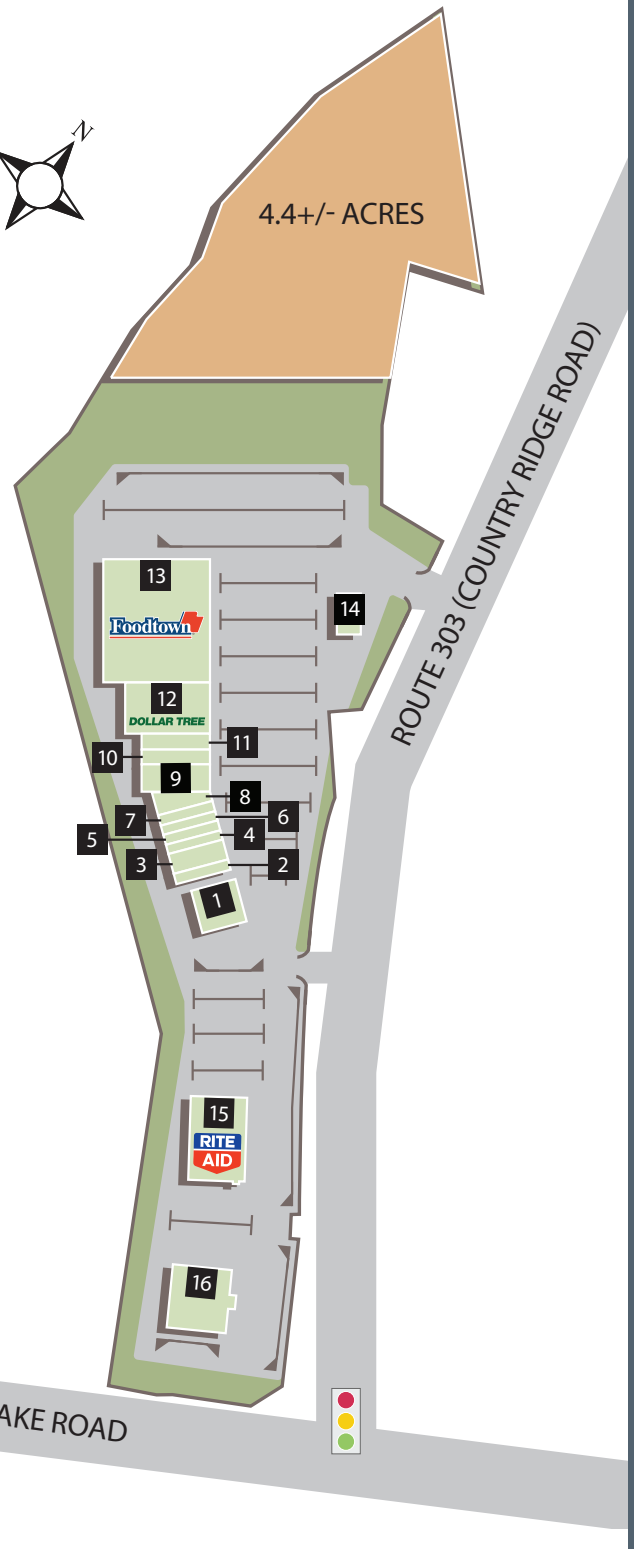 N
4.4+/- ACRES
ROUTE 303 (COUNTRY RIDGE ROAD)
13
Foodtown
14
12
DOLLAR TREE
11
10
9
8
7
6
5
4
3
2
1
15
RITE
AID
16
AKE ROAD